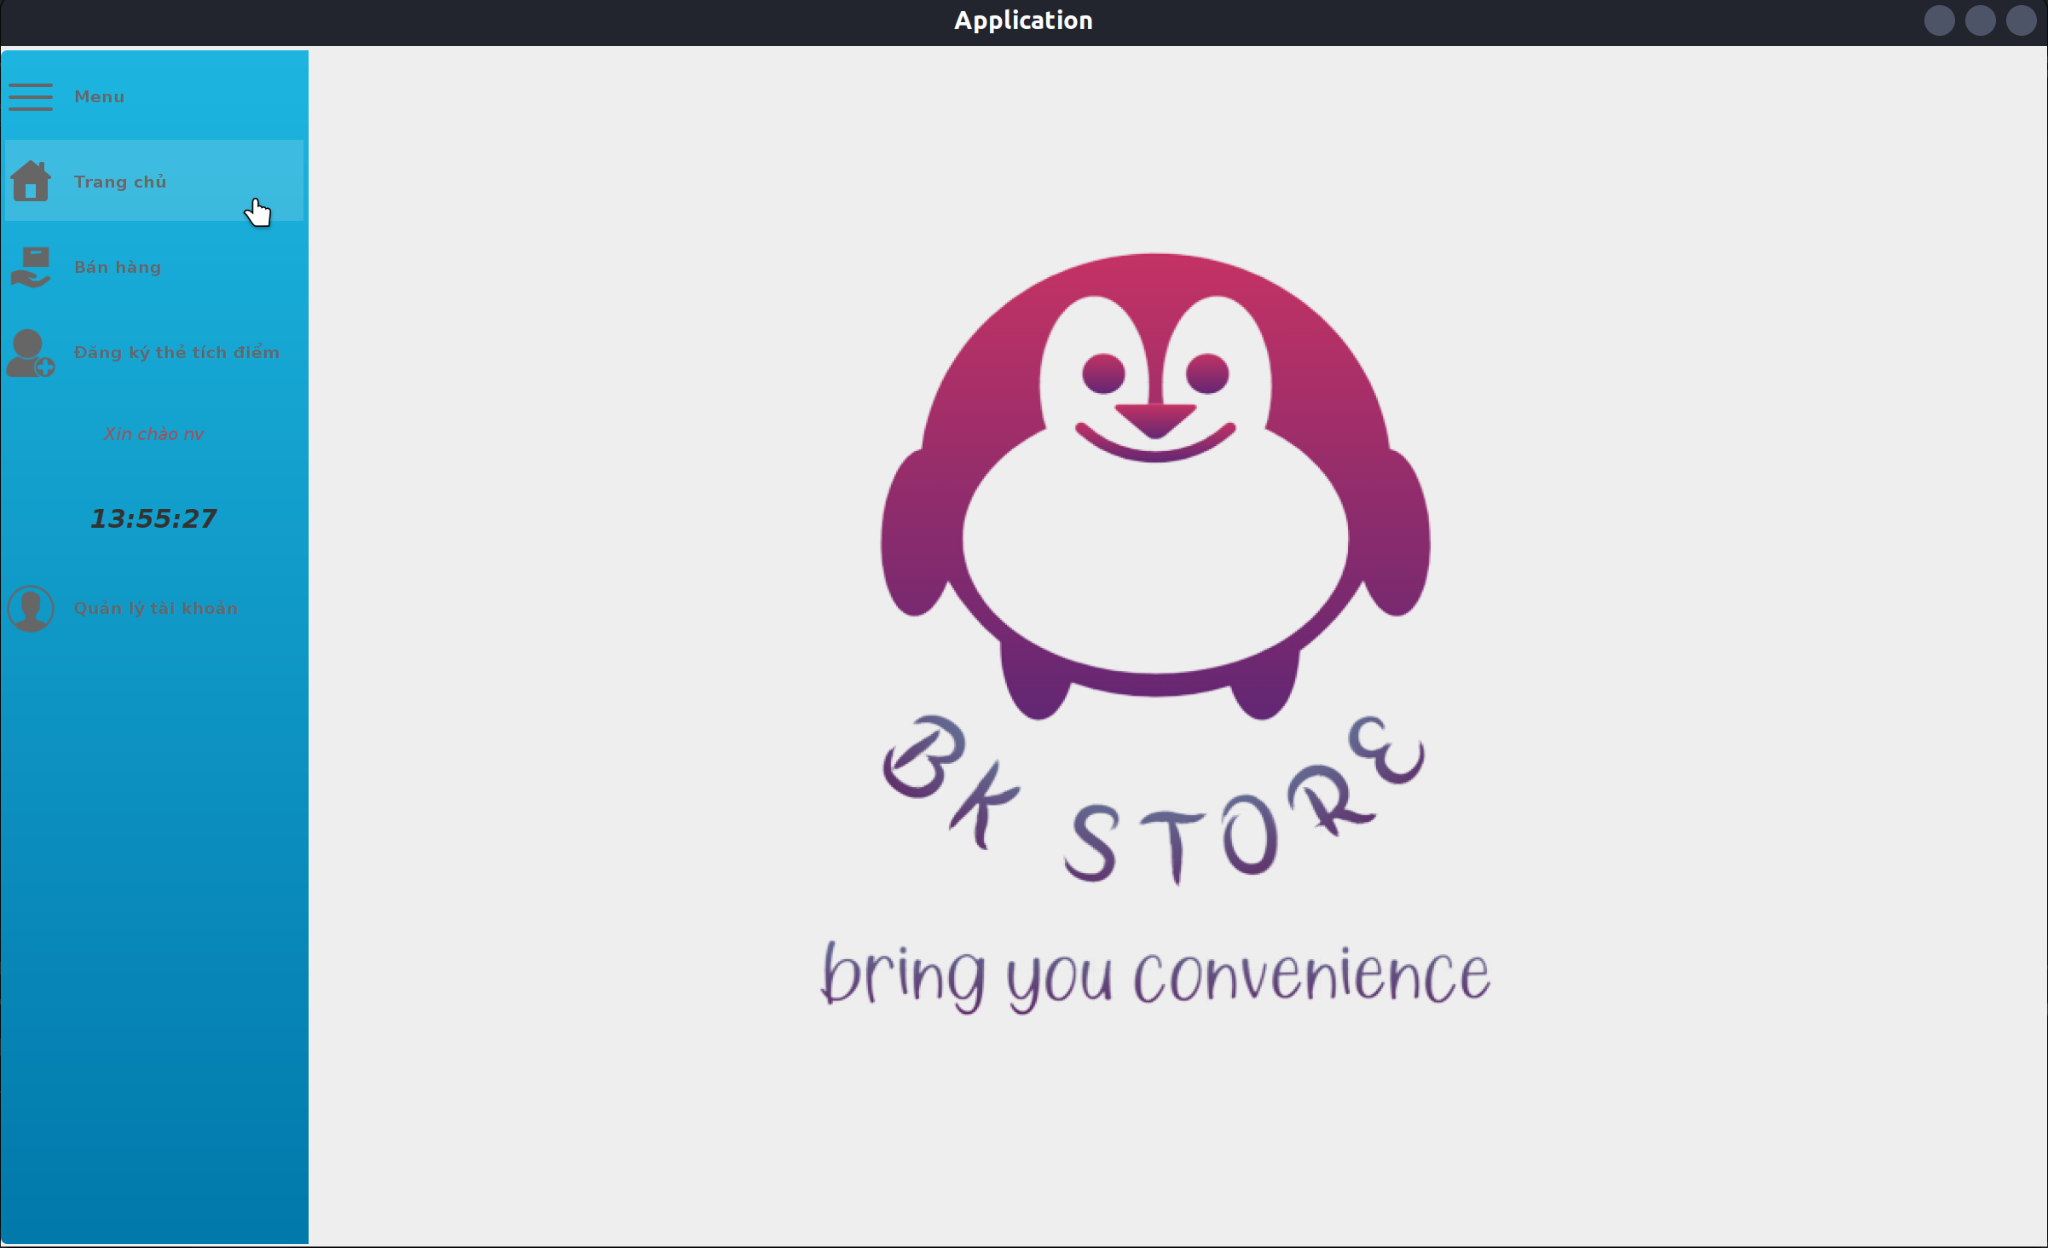 Application
Menu
Trang chủ
Bán hàng
Đăng ký thẻ tích điểm
Xin chào nv
13:55:27
Quản lý tài khoản
BK STORE
bring you convenience